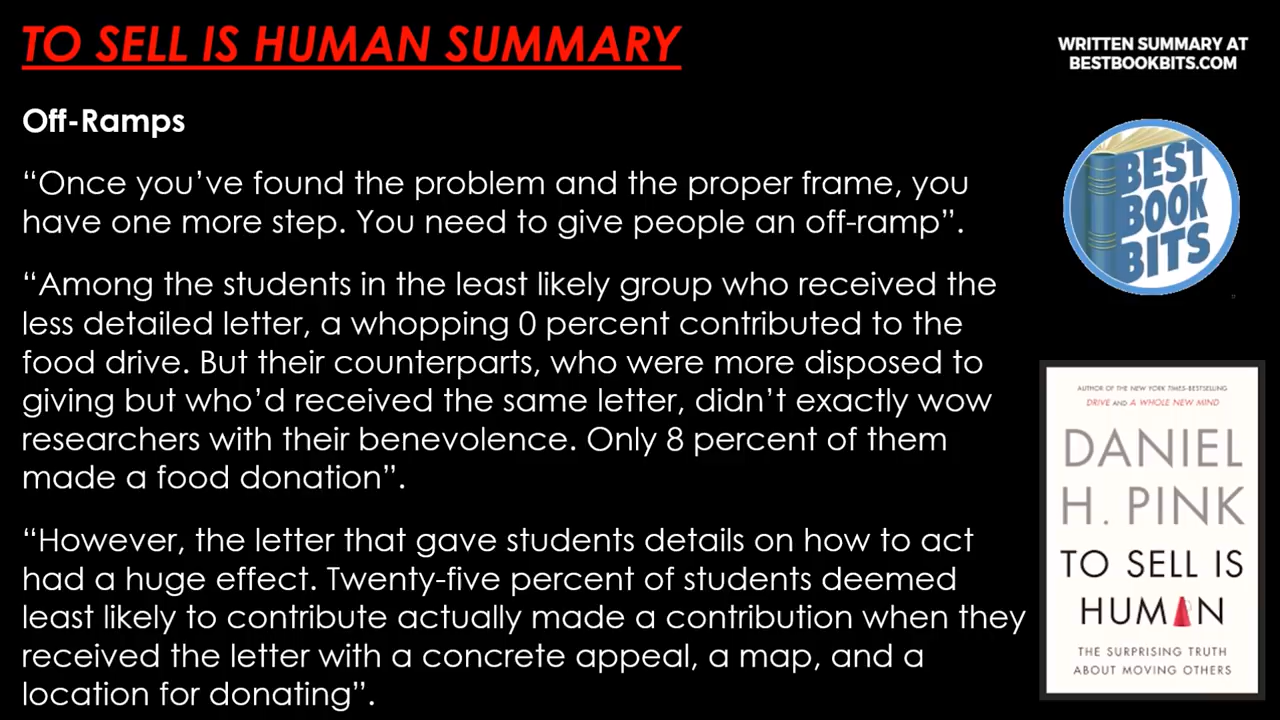 TO SELL IS HUMAN SUMMARY
WRITTEN SUMMARY AT
BESTBOOKBITS.COM
Off-Ramps
“Once you’ve found the problem and the proper frame, you
have one more step. You need to give people an off-ramp”.
“Among the students in the least likely group who received the
less detailed letter, a whopping 0 percent contributed to the
food drive. But their counterparts, who were more disposed to
giving but who’d received the same letter, didn’t exactly wow
researchers with their benevolence. Only 8 percent of them
made a food donation”.
“However, the letter that gave students details on how to act
had a huge effect. Twenty-five percent of students deemed
least likely to contribute actually made a contribution when they
received the letter with a concrete appeal, a map, and a
location for donating”.
BEST
BOOK
BITS
AUTHOR OF THE NEW YORK TIMES-BESTSELLING
DRIVE AND A WHOLE NEW MIND
DANIEL
H. PINK
TO SELL IS
HUMAN
THE SURPRISING TRUTH
ABOUT MOVING OTHERS